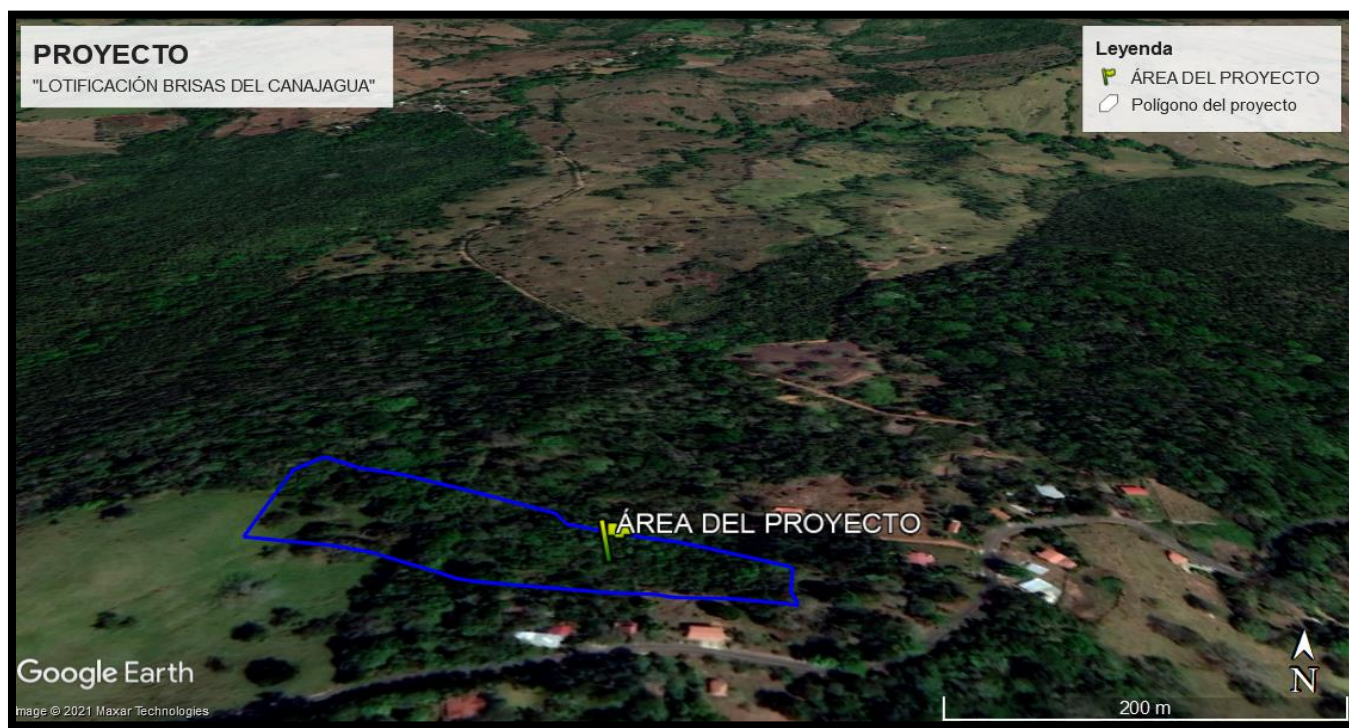 PROYECTO
"LOTIFICACIÓN BRISAS DEL CANAJAGUA"
Leyenda
ÁREA DEL PROYECTO
Polígono del proyecto
ÁREA DEL PROYECTO
Google Earth
Image © 2021 Maxar Technologies
N
200 m